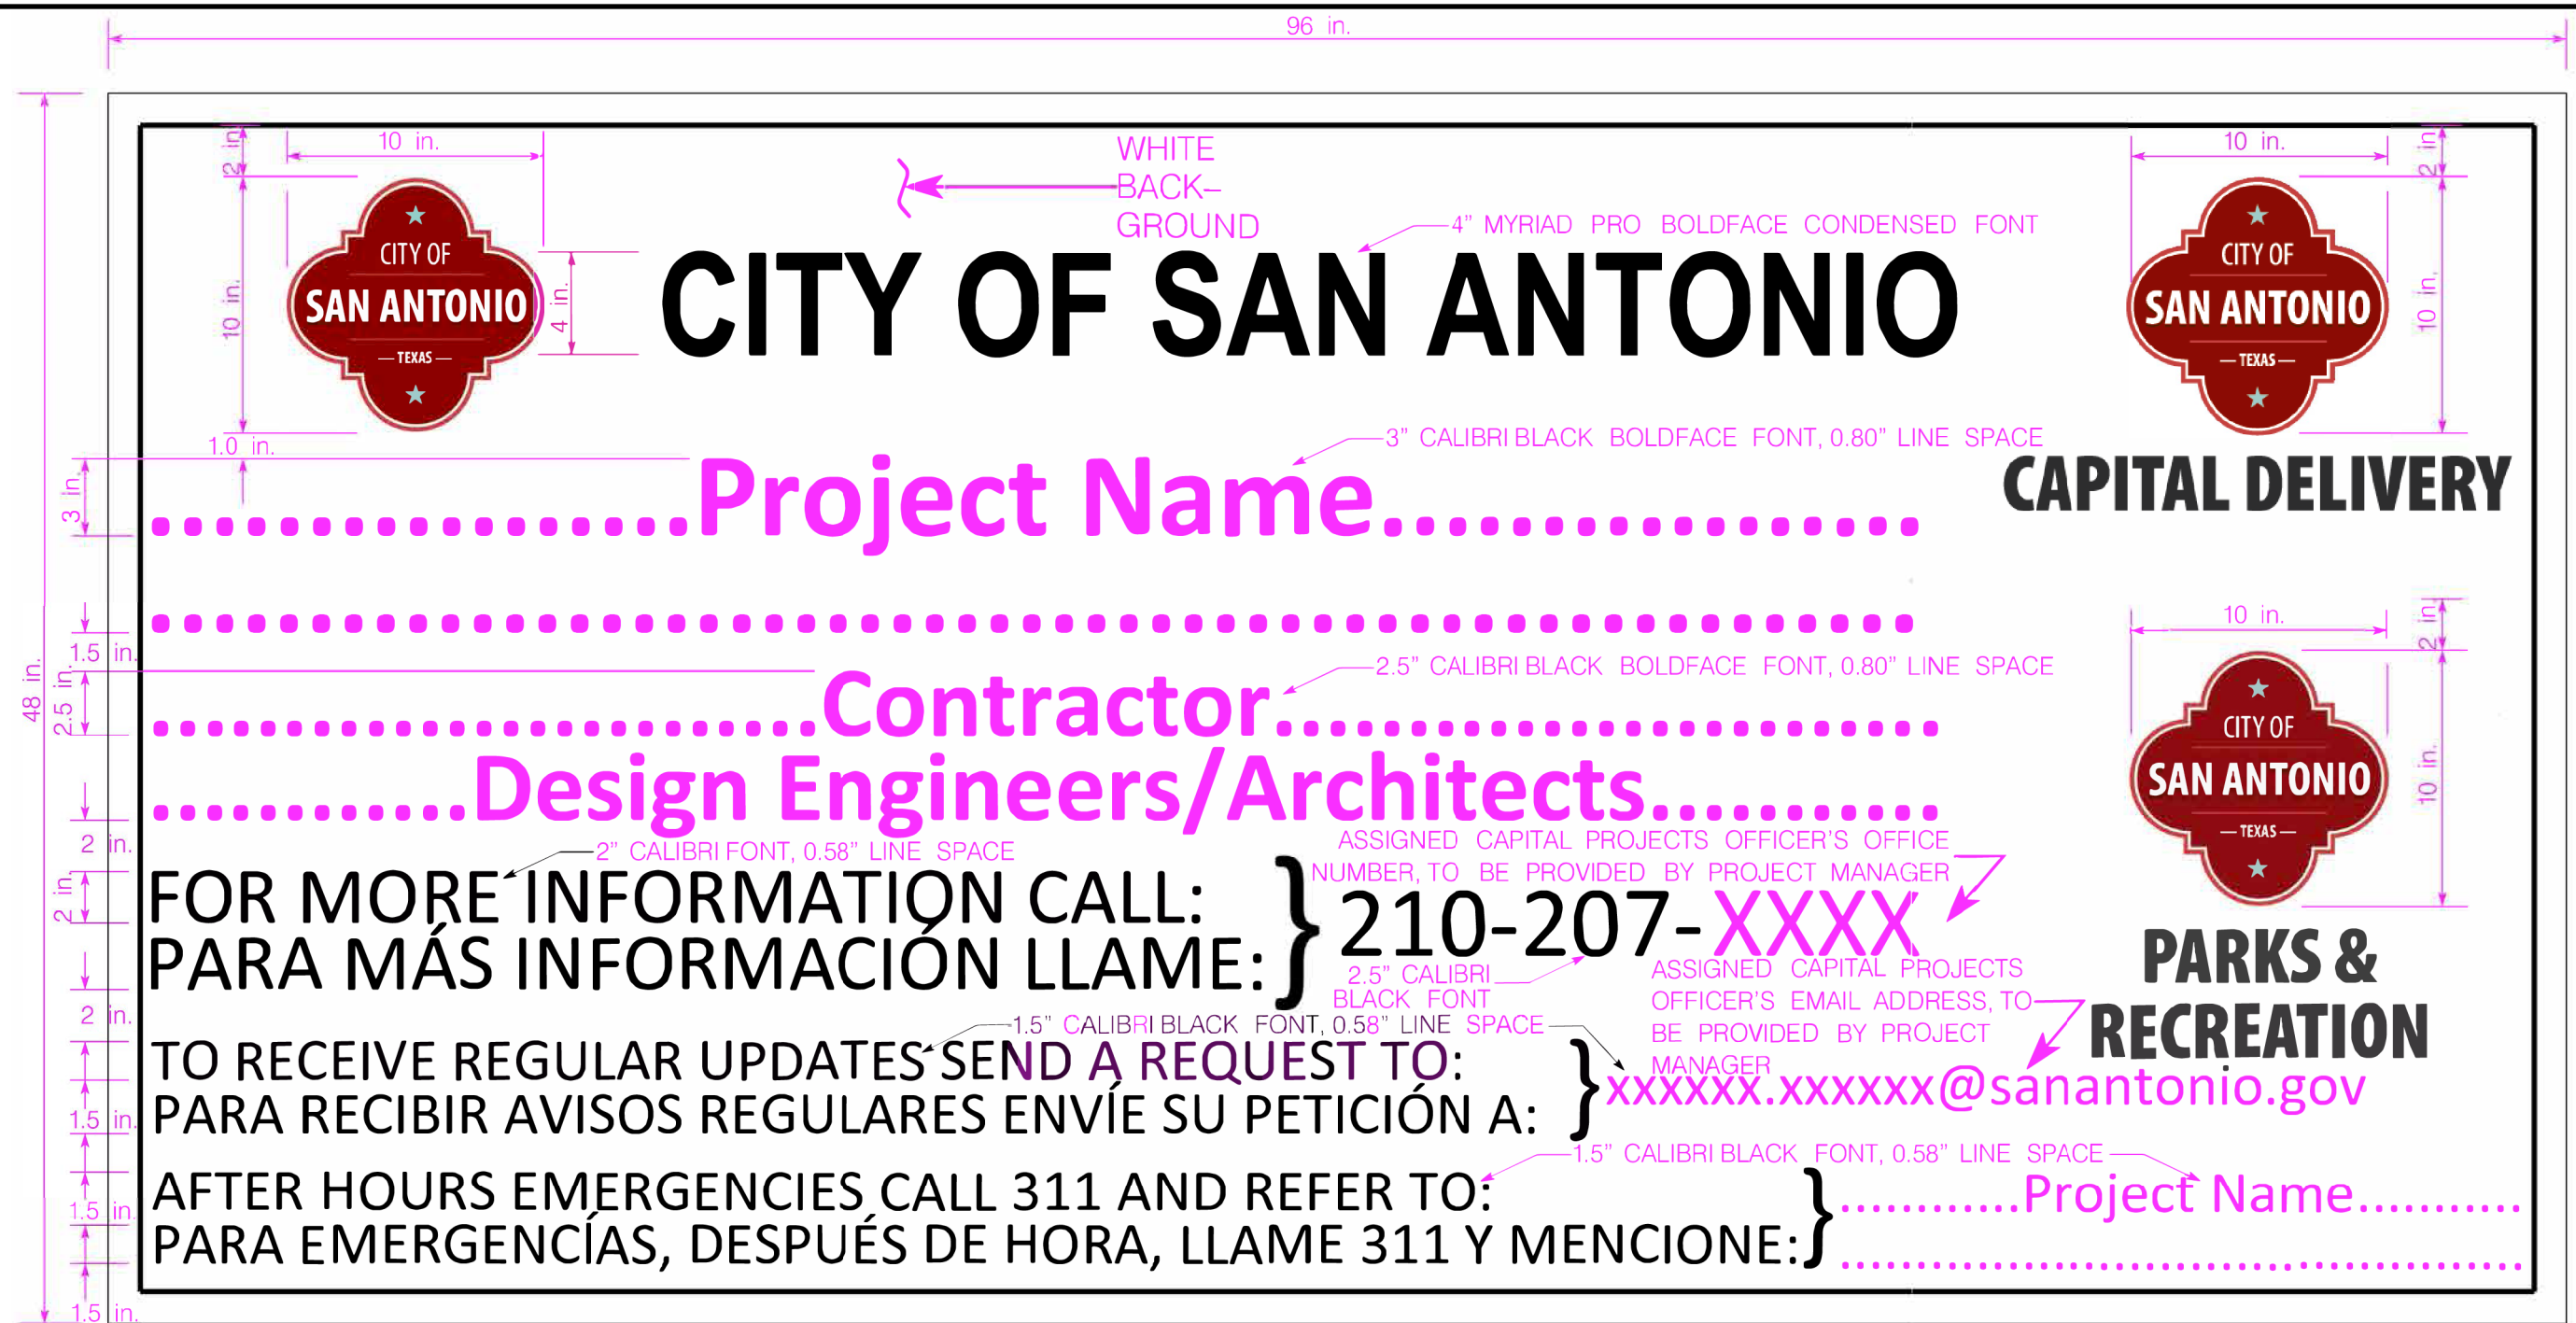 96 in.
10 in.
2 in.
WHITE
BACK–
GROUND
10 in.
2 in.
4” MYRIAD PRO BOLDFACE CONDENSED FONT
CITY OF
SAN ANTONIO
— TEXAS —
10 in.
4 in.
CITY OF SAN ANTONIO
CITY OF
SAN ANTONIO
— TEXAS —
10 in.
1.0 in.
3” CALIBRI BLACK BOLDFACE FONT, 0.80” LINE SPACE
3 in.
.................Project Name.................
CAPITAL DELIVERY
.......................................................
10 in.
2 in.
1.5 in.
48 in.
2.5” CALIBRI BLACK BOLDFACE FONT, 0.80” LINE SPACE
2.5 in.
.....................Contractor.....................
CITY OF
SAN ANTONIO
— TEXAS —
10 in.
............Design Engineers/Architects...........
2 in.
2” CALIBRI FONT, 0.58” LINE SPACE
ASSIGNED CAPITAL PROJECTS OFFICER’S OFFICE
NUMBER, TO BE PROVIDED BY PROJECT MANAGER
2 in.
FOR MORE INFORMATION CALL:
PARA MÁS INFORMACIÓN LLAME:
} 210-207-XXXX
2.5” CALIBRI
BLACK FONT
ASSIGNED CAPITAL PROJECTS
OFFICER’S EMAIL ADDRESS, TO
BE PROVIDED BY PROJECT
MANAGER
PARKS &
RECREATION
2 in.
1.5” CALIBRI BLACK FONT, 0.58” LINE SPACE
TO RECEIVE REGULAR UPDATES SEND A REQUEST TO:
PARA RECIBIR AVISOS REGULARES ENVÍE SU PETICIÓN A:
} xxxxxx.xxxxxx@sanantonio.gov
1.5 in.
1.5” CALIBRI BLACK FONT, 0.58” LINE SPACE
AFTER HOURS EMERGENCIES CALL 311 AND REFER TO:
PARA EMERGENCÍAS, DESPUÉS DE HORA, LLAME 311 Y MENCIONE:
} ............Project Name...........
..............................................
1.5 in.
1.5 in.